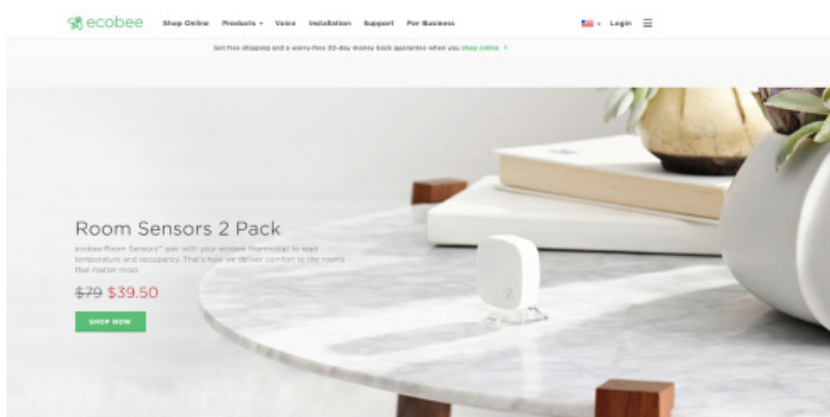 ecobee Shop Online Products Voice Installation Support For Business Login
Get free shipping and a worry-free 30-day money back guarantee when you shop online >
Room Sensors 2 Pack
ecobee Room Sensors™ pair with your ecobee thermostat to read
temperature and occupancy. That's how we deliver comfort to the rooms
that matter most.
$79 $39.50
SHOP NOW